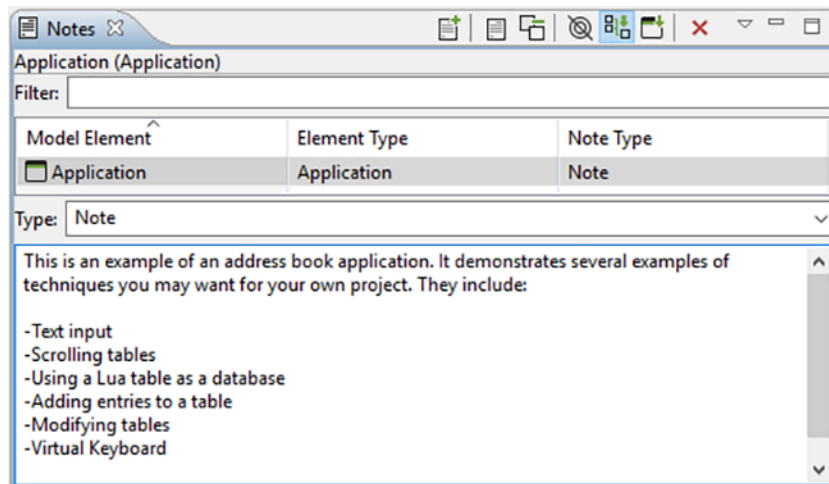 Notes
Application (Application)
Filter:
Model Element Element Type Note Type
Application Application Note
Type: Note
This is an example of an address book application. It demonstrates several examples of
techniques you may want for your own project. They include:
-Text input
-Scrolling tables
-Using a Lua table as a database
-Adding entries to a table
-Modifying tables
-Virtual Keyboard